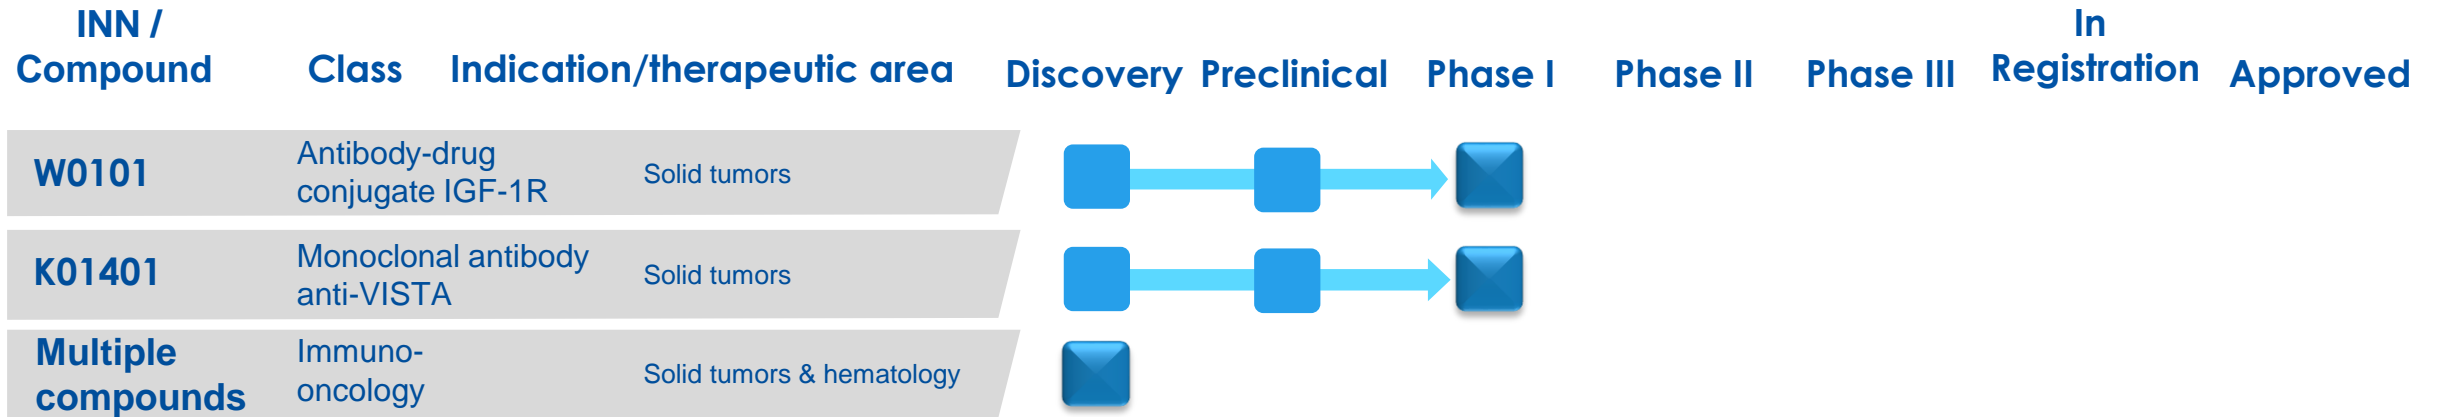 INN /
Compound
Class
Indication/therapeutic area
Discovery
Preclinical
Phase I
Phase II
Phase III
In
Registration
Approved
W0101
Antibody-drug
conjugate IGF-1R
Solid tumors
K01401
Monoclonal antibody
anti-VISTA
Solid tumors
Multiple
compounds
Immuno-
oncology
Solid tumors & hematology